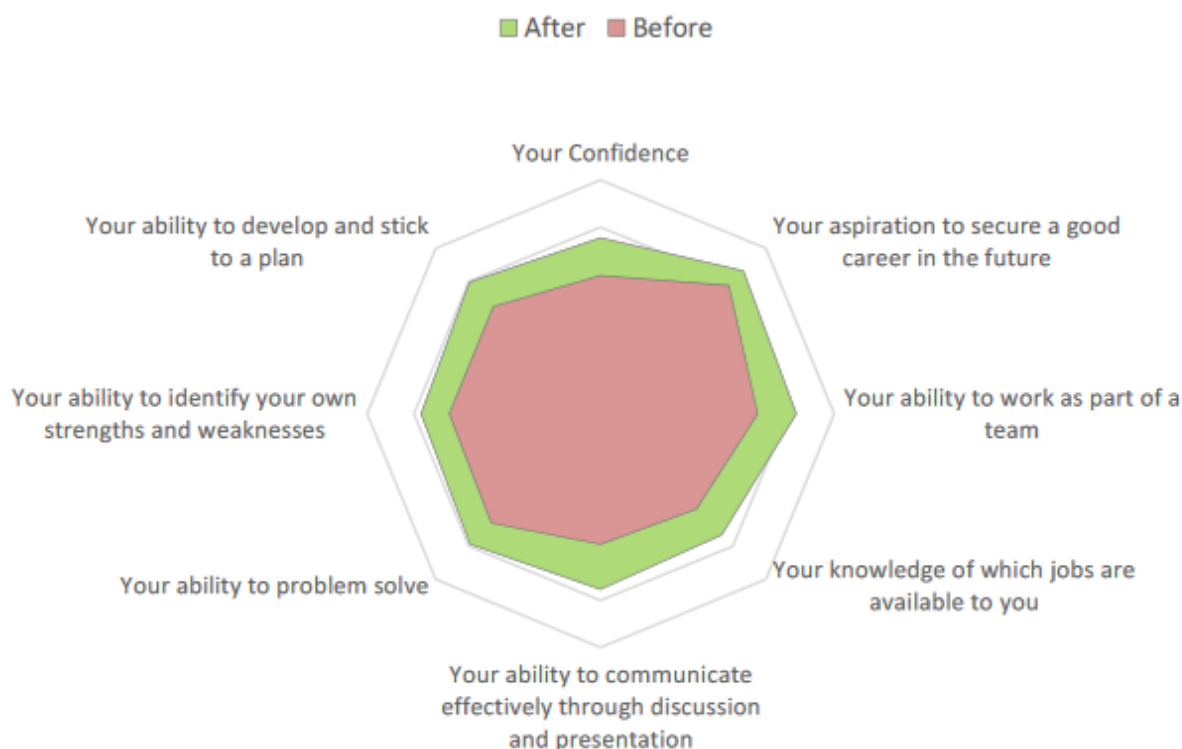 After Before
Your Confidence
Your aspiration to secure a good
career in the future
Your ability to work as part of a
team
Your knowledge of which jobs are
available to you
Your ability to communicate
effectively through discussion
and presentation
Your ability to problem solve
Your ability to identify your own
strengths and weaknesses
Your ability to develop and stick
to a plan